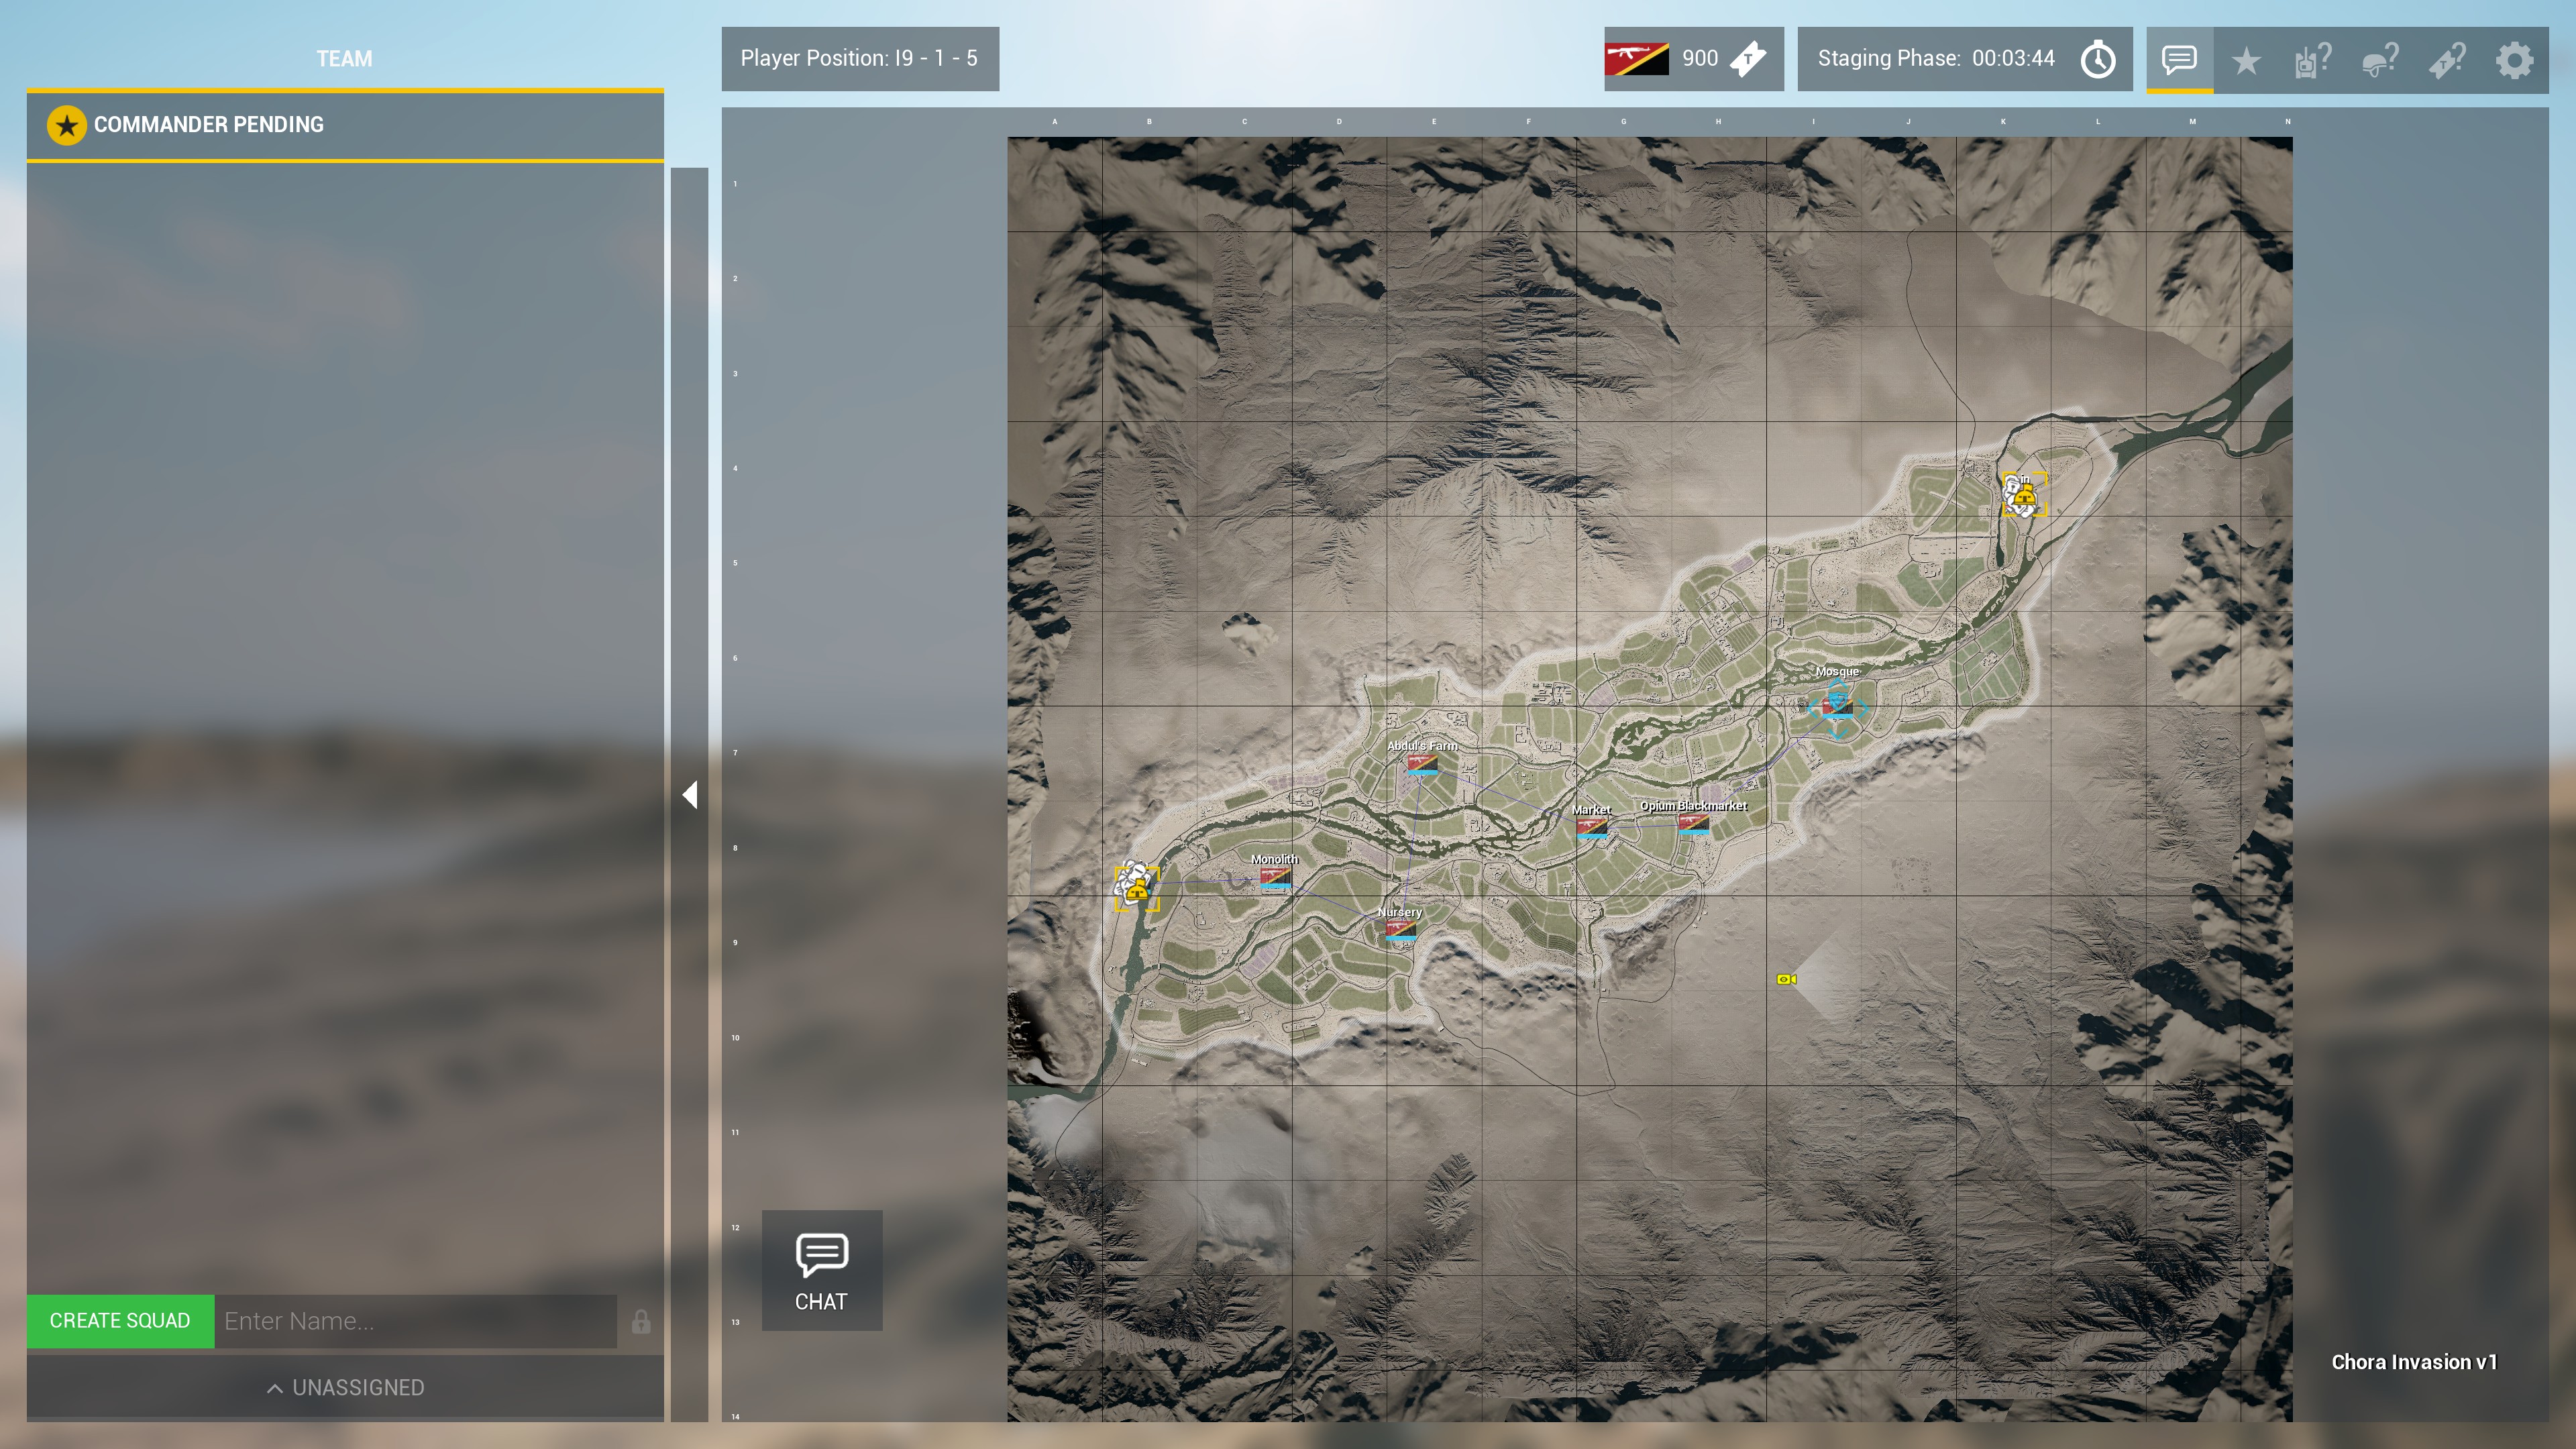 TEAM
Player Position: I9 - 1 - 5
900
T
Staging Phase: 00:03:44
? ? T ?
COMMANDER PENDING
A B C D E F G H I J K L M N
1
2
3
4
5
6
7
8
9
10
11
12
13
14
Mosque
Abdul's Farm
Market
Opium Blackmarket
Monolith
Nursery
CHAT
CREATE SQUAD
Enter Name...
UNASSIGNED
Chora Invasion v1